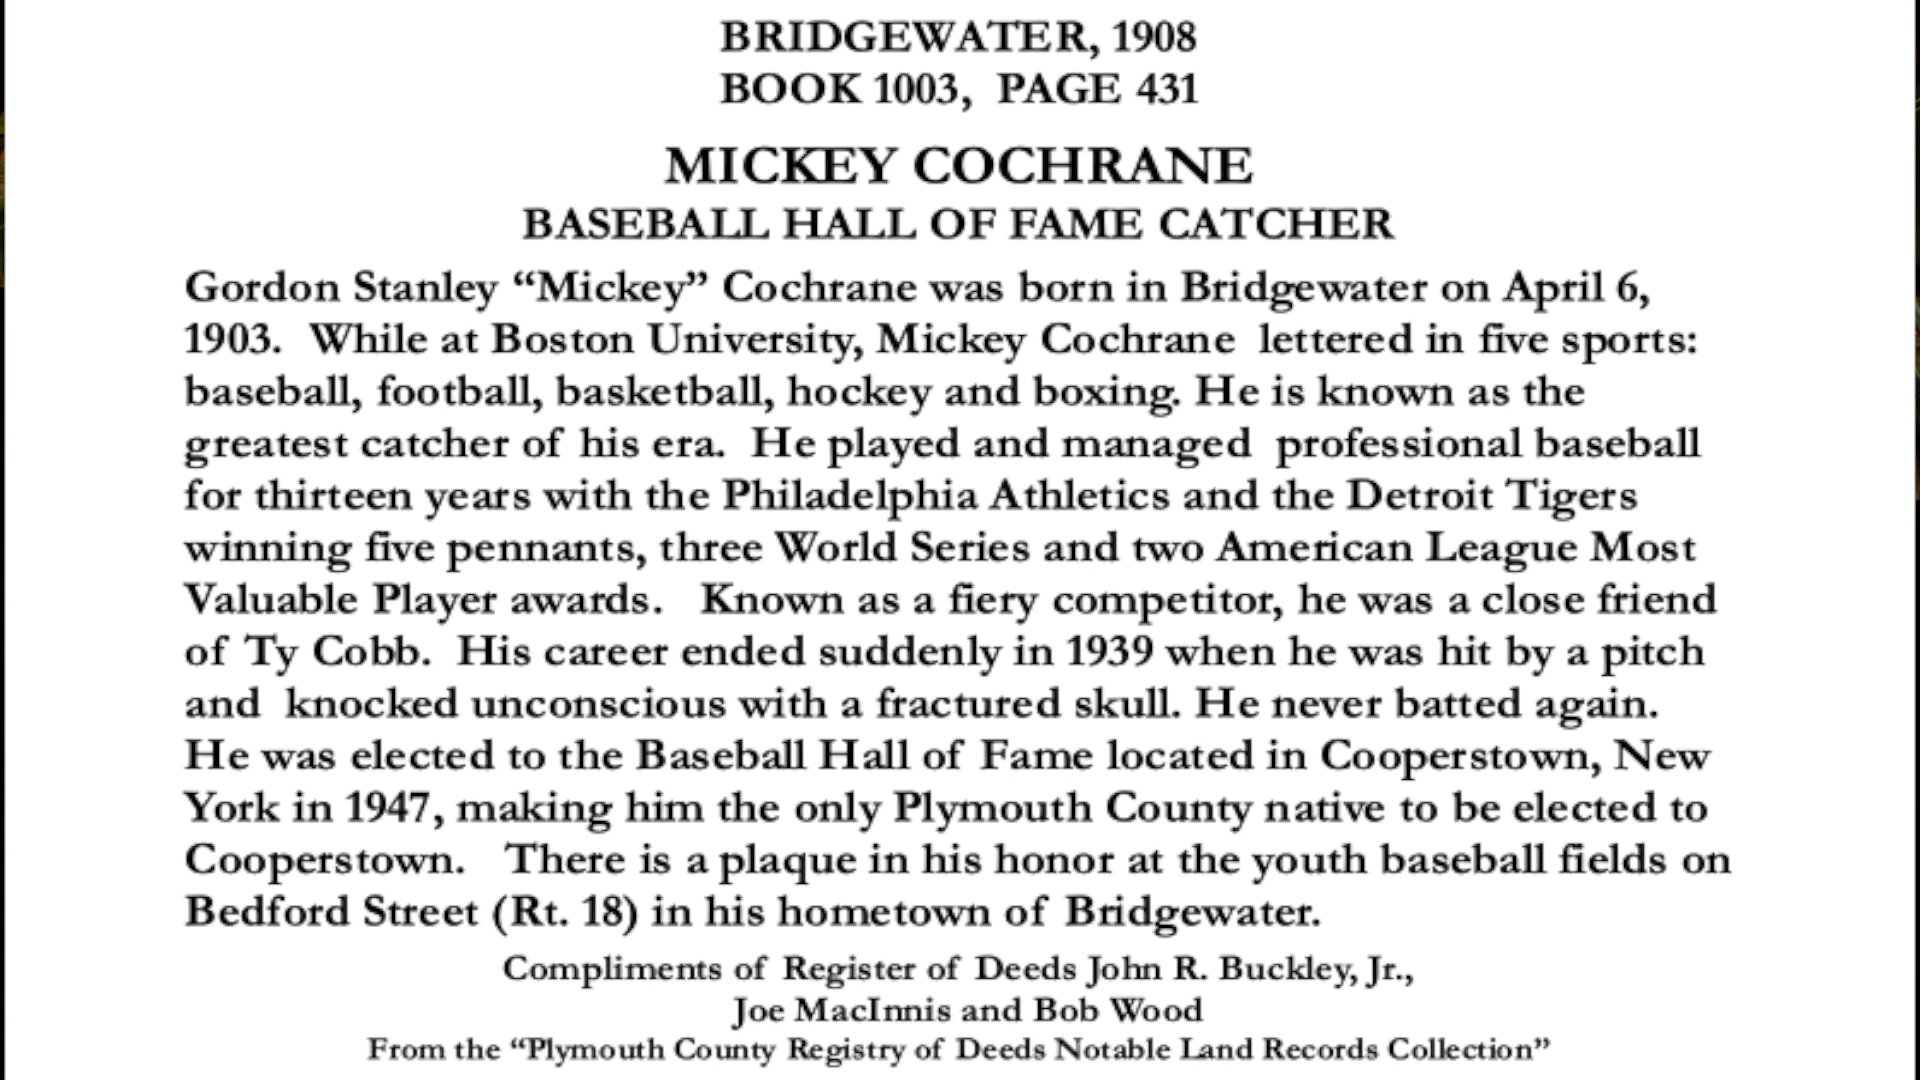 BRIDGEWATER, 1908
BOOK 1003, PAGE 431
MICKEY COCHRANE
BASEBALL HALL OF FAME CATCHER
Gordon Stanley “Mickey” Cochrane was born in Bridgewater on April 6,
1903. While at Boston University, Mickey Cochrane lettered in five sports:
baseball, football, basketball, hockey and boxing. He is known as the
greatest catcher of his era. He played and managed professional baseball
for thirteen years with the Philadelphia Athletics and the Detroit Tigers
winning five pennants, three World Series and two American League Most
Valuable Player awards. Known as a fiery competitor, he was a close friend
of Ty Cobb. His career ended suddenly in 1939 when he was hit by a pitch
and knocked unconscious with a fractured skull. He never batted again.
He was elected to the Baseball Hall of Fame located in Cooperstown, New
York in 1947, making him the only Plymouth County native to be elected to
Cooperstown. There is a plaque in his honor at the youth baseball fields on
Bedford Street (Rt. 18) in his hometown of Bridgewater.
Compliments of Register of Deeds John R. Buckley, Jr.,
Joe MacInnis and Bob Wood
From the “Plymouth County Registry of Deeds Notable Land Records Collection”